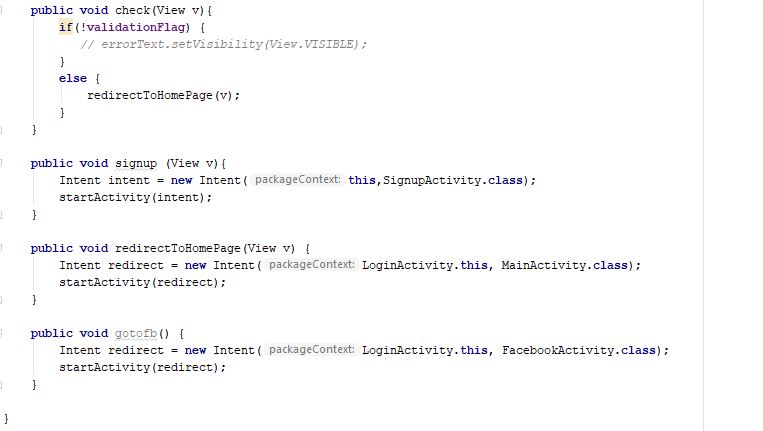 public void check(View v){
if(!validationFlag) {
// errorText.setVisibility(View.VISIBLE);
}
else {
redirectToHomePage(v);
}
}
public void signup (View v){
Intent intent = new Intent( packageContext: this,SignupActivity.class);
startActivity(intent);
}
public void redirectToHomePage(View v) {
Intent redirect = new Intent( packageContext: LoginActivity.this, MainActivity.class);
startActivity(redirect);
}
public void gotofb() {
Intent redirect = new Intent( packageContext: LoginActivity.this, FacebookActivity.class);
startActivity(redirect);
}
}